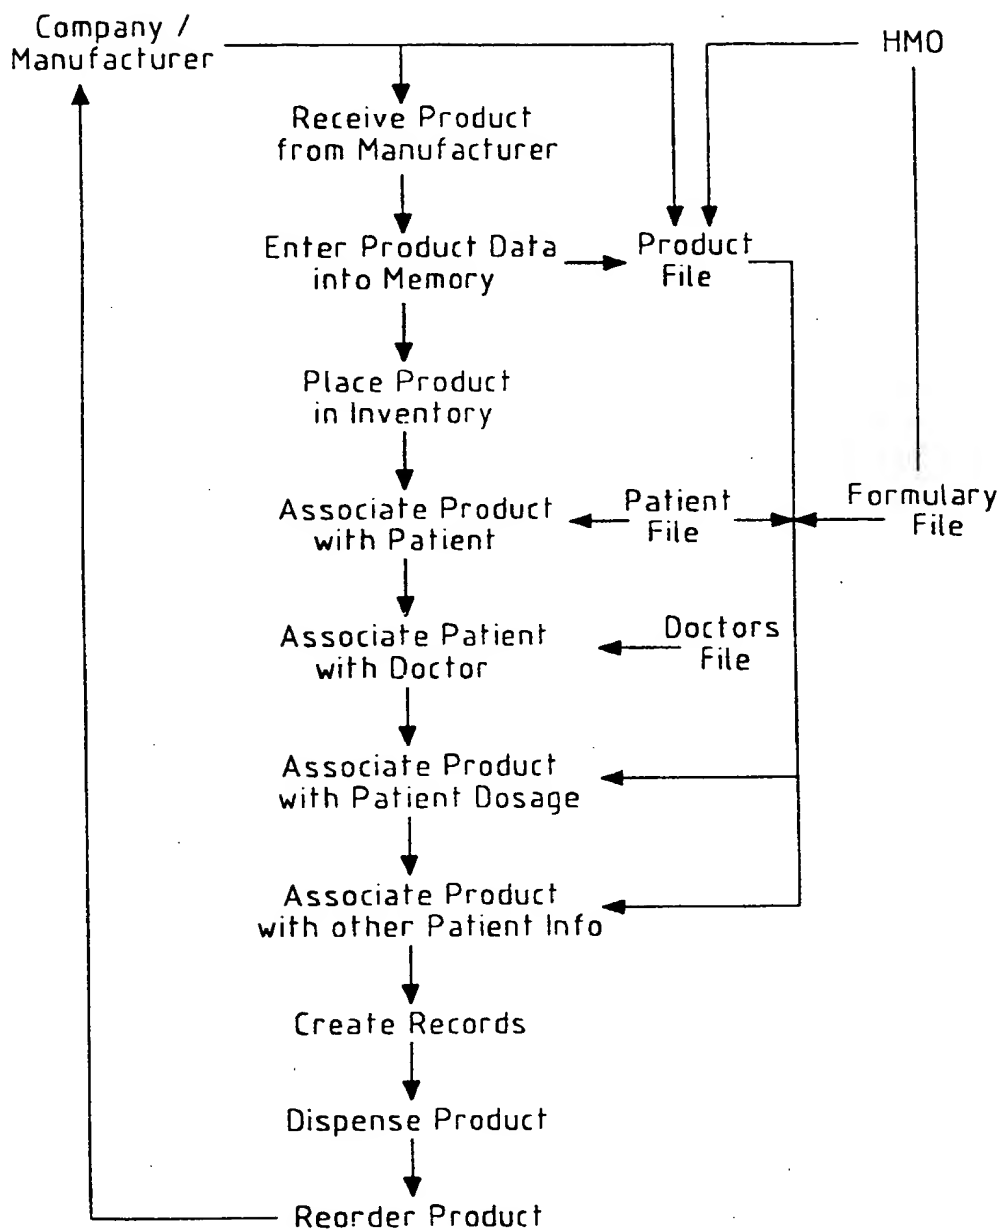 Company /
Manufacturer
HMO
Receive Product
from Manufacturer
Enter Product Data
into Memory
Product
File
Place Product
in Inventory
Associate Product
with Patient
Patient
File
Formulary
File
Associate Patient
with Doctor
Doctors
File
Associate Product
with Patient Dosage
Associate Product
with other Patient Info
Create Records
Dispense Product
Reorder Product